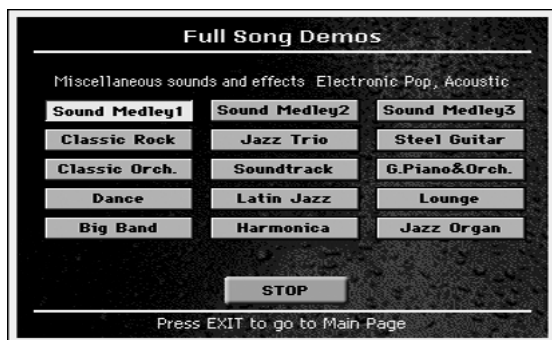 Full Song Demos
Miscellaneous sounds and effects Electronic Pop, Acoustic
Sound Medley1 Sound Medley2 Sound Medley3
Classic Rock Jazz Trio Steel Guitar
Classic Orch. Soundtrack G.Piano&Orch.
Dance Latin Jazz Lounge
Big Band Harmonica Jazz Organ
STOP
Press EXIT to go to Main Page